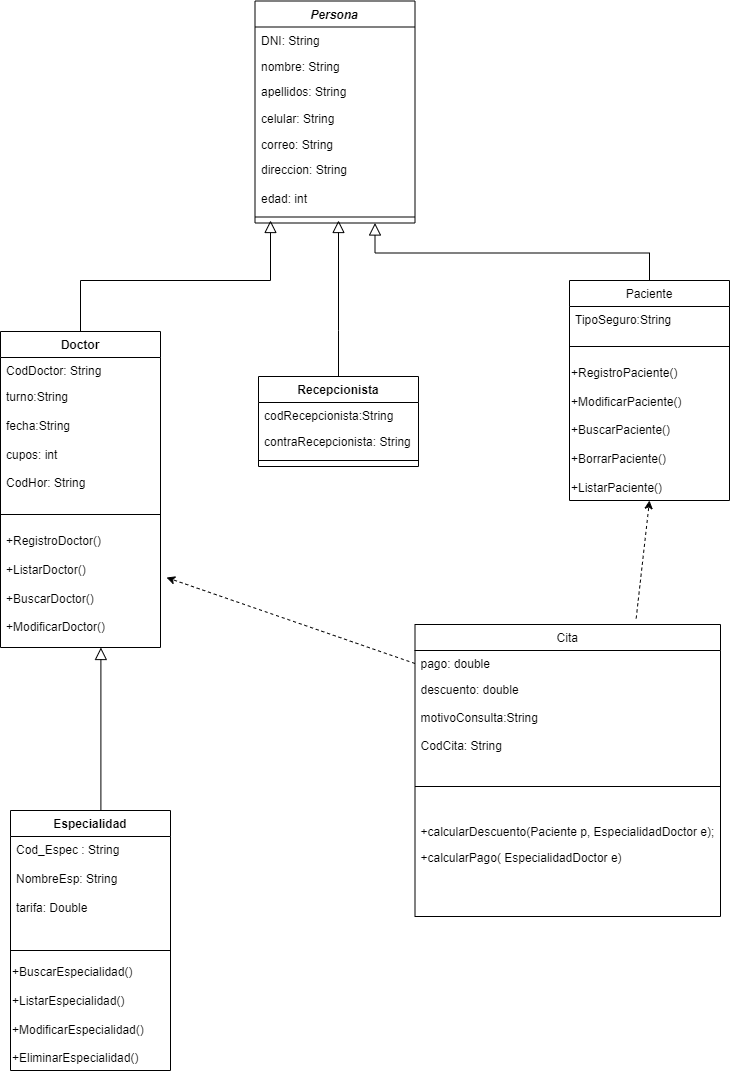 Persona
DNI: String
nombre: String
apellidos: String
celular: String
correo: String
direccion: String
edad: int
Doctor
CodDoctor: String
turno:String
fecha:String
cupos: int
CodHor: String
+RegistroDoctor()
+ListarDoctor()
+BuscarDoctor()
+ModificarDoctor()
Recepcionista
codRecepcionista:String
contraRecepcionista: String
Paciente
TipoSeguro:String
+RegistroPaciente()
+ModificarPaciente()
+BuscarPaciente()
+BorrarPaciente()
+ListarPaciente()
Especialidad
Cod_Espec : String
NombreEsp: String
tarifa: Double
+BuscarEspecialidad()
+ListarEspecialidad()
+ModificarEspecialidad()
+EliminarEspecialidad()
Cita
pago: double
descuento: double
motivoConsulta:String
CodCita: String
+calcularDescuento(Paciente p, EspecialidadDoctor e);
+calcularPago( EspecialidadDoctor e)